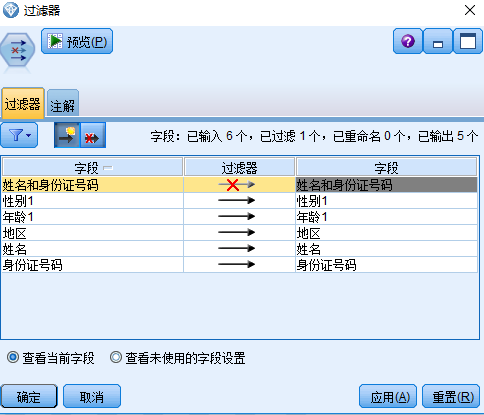 过滤器
预览(P)
过滤器 注解
字段：已输入 6 个，已过滤 1 个，已重命名 0 个，已输出 5 个
字段 过滤器 字段
姓名和身份证号码 姓名和身份证号码
性别1 性别1
年龄1 年龄1
地区 地区
姓名 姓名
身份证号码 身份证号码
查看当前字段 查看未使用的字段设置
确定 取消 应用(A) 重置(R)